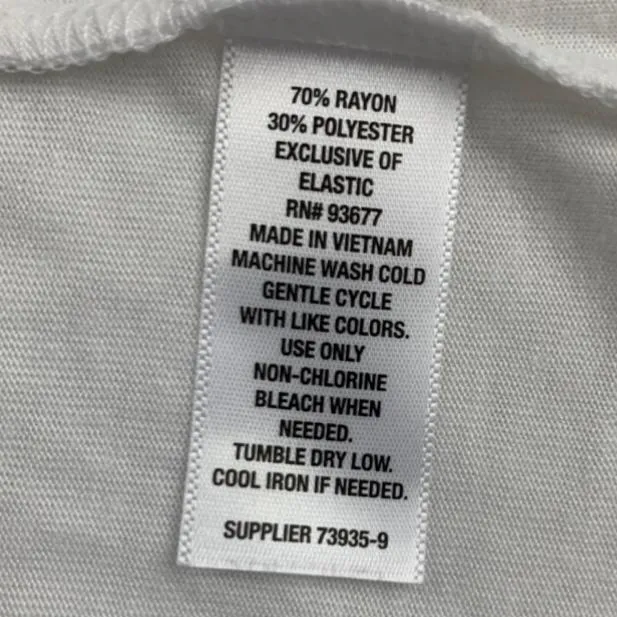 70% RAYON
30% POLYESTER
EXCLUSIVE OF
ELASTIC
RN# 93677
MADE IN VIETNAM
MACHINE WASH COLD
GENTLE CYCLE
WITH LIKE COLORS.
USE ONLY
NON-CHLORINE
BLEACH WHEN
NEEDED.
TUMBLE DRY LOW.
COOL IRON IF NEEDED.
SUPPLIER 73935-9